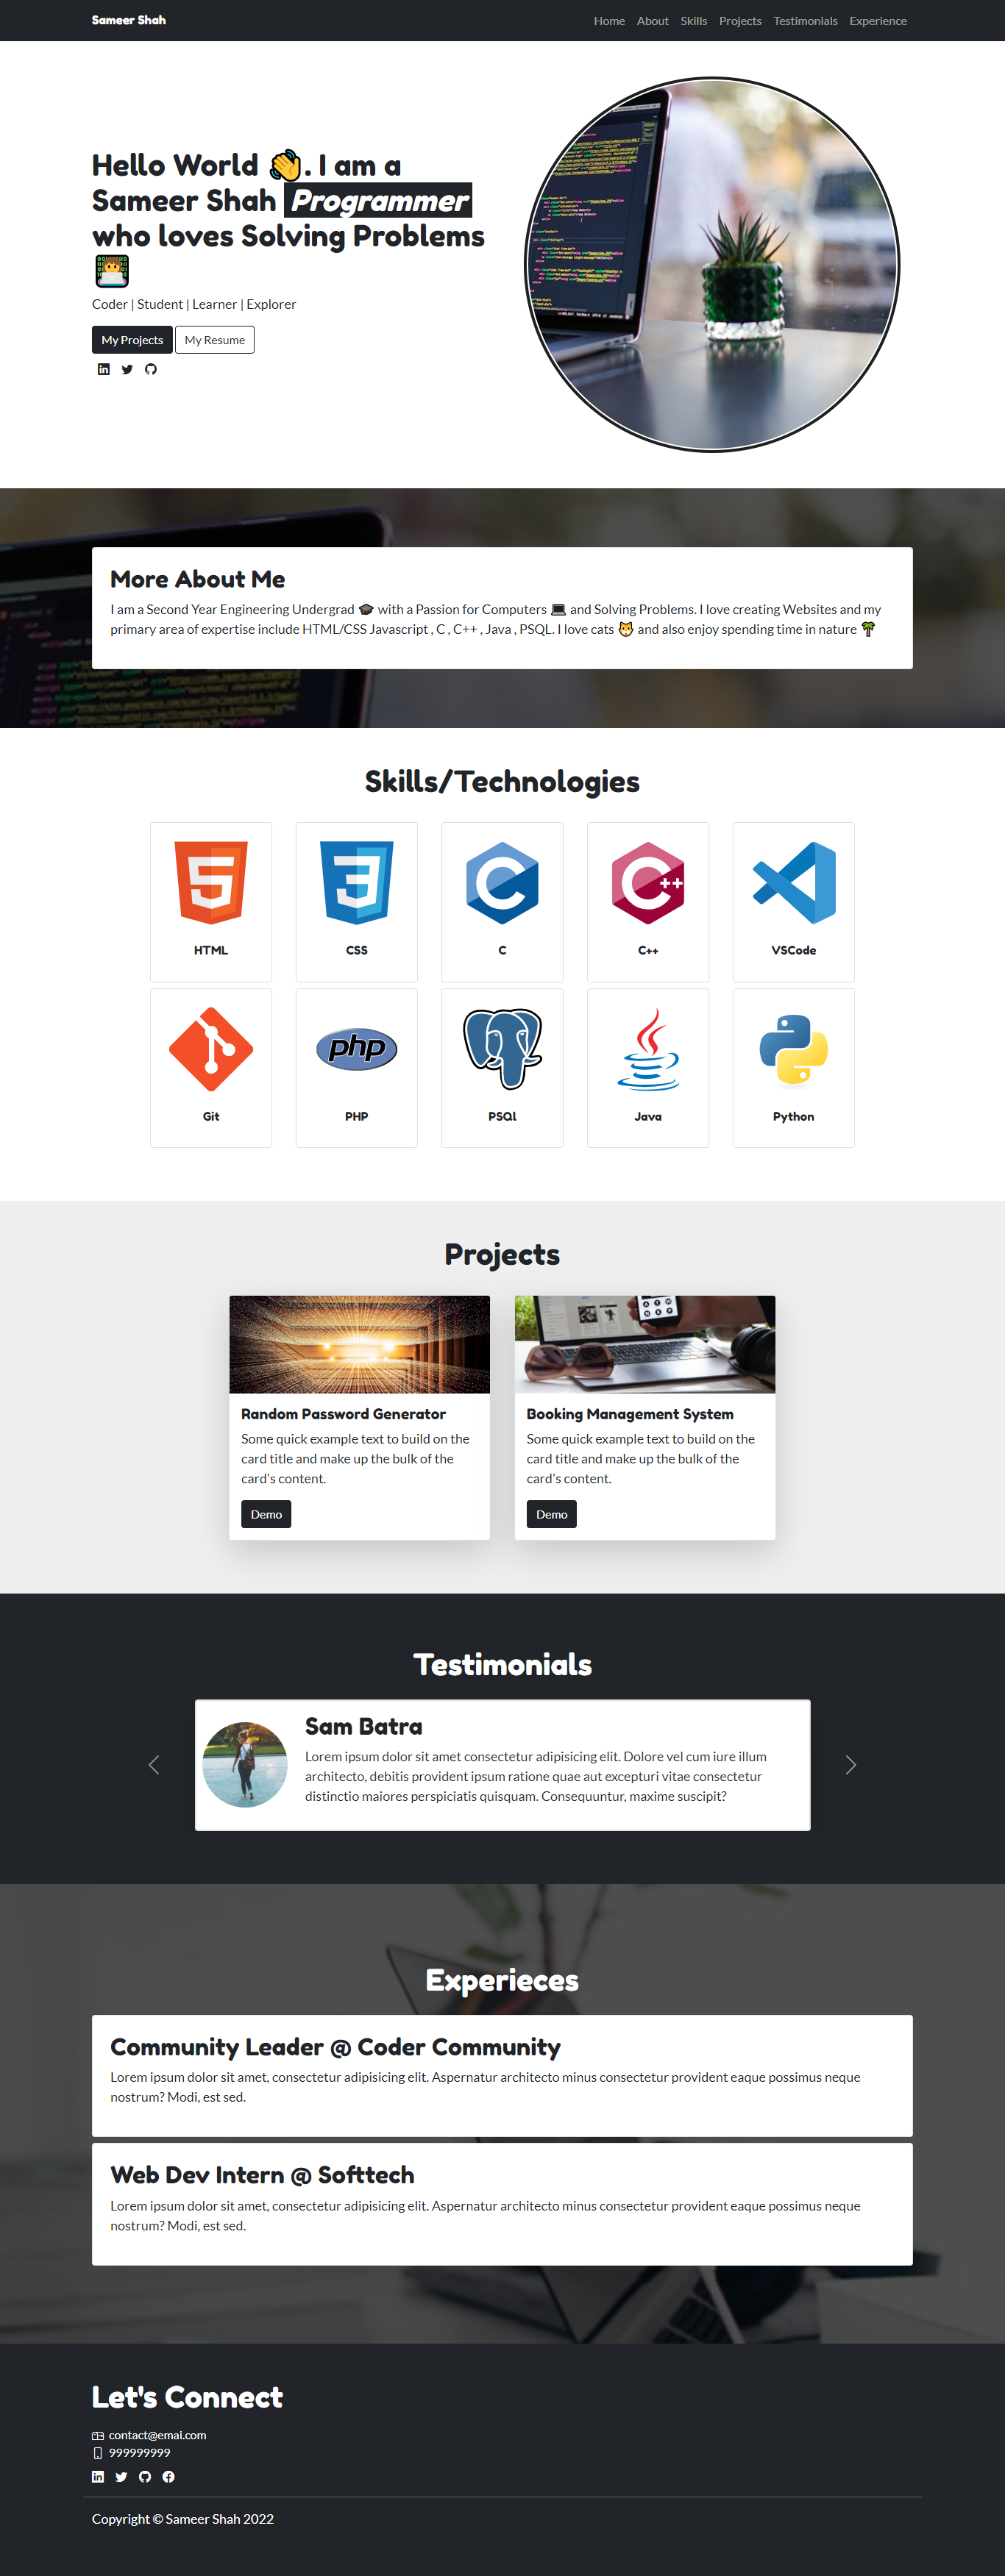 Sameer Shah
Home About Skills Projects Testimonials Experience
Hello World 👋. I am a
Sameer Shah Programmer
who loves Solving Problems
👨‍💻
Coder | Student | Learner | Explorer
My Projects My Resume
More About Me
I am a Second Year Engineering Undergrad 🎓 with a Passion for Computers 💻 and Solving Problems. I love creating Websites and my
primary area of expertise include HTML/CSS Javascript , C , C++ , Java , PSQL. I love cats 🐱 and also enjoy spending time in nature 🌴
Skills/Technologies
HTML CSS C C++ VSCode
php
Git PHP PSQl Java Python
Projects
Random Password Generator
Some quick example text to build on the
card title and make up the bulk of the
card's content.
Demo
Booking Management System
Some quick example text to build on the
card title and make up the bulk of the
card's content.
Demo
Testimonials
Sam Batra
Lorem ipsum dolor sit amet consectetur adipisicing elit. Dolore vel cum iure illum
architecto, debitis provident ipsum ratione quae aut excepturi vitae consectetur
distinctio maiores perspiciatis quisquam. Consequuntur, maxime suscipit?
Experieces
Community Leader @ Coder Community
Lorem ipsum dolor sit amet, consectetur adipisicing elit. Aspernatur architecto minus consectetur provident eaque possimus neque
nostrum? Modi, est sed.
Web Dev Intern @ Softtech
Lorem ipsum dolor sit amet, consectetur adipisicing elit. Aspernatur architecto minus consectetur provident eaque possimus neque
nostrum? Modi, est sed.
Let's Connect
contact@emai.com
999999999
Copyright © Sameer Shah 2022